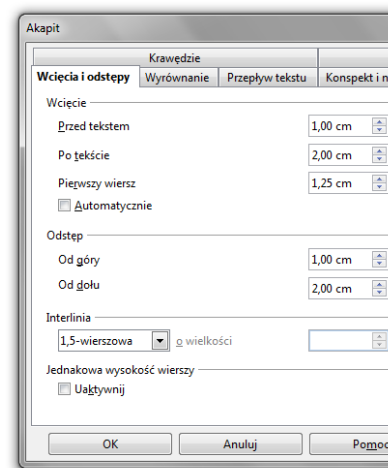 Akapit
Krawędzie
Wcięcia i odstępy Wyrównanie Przepływ tekstu Konspekt i n
Wcięcie
Przed tekstem 1,00 cm
Po tekście 2,00 cm
Pierwszy wiersz 1,25 cm
Automatycznie
Odstęp
Od góry 1,00 cm
Od dołu 2,00 cm
Interlinia
1,5-wierszowa o wielkości
Jednakowa wysokość wierszy
Uaktywnij
OK Anuluj Pomoc